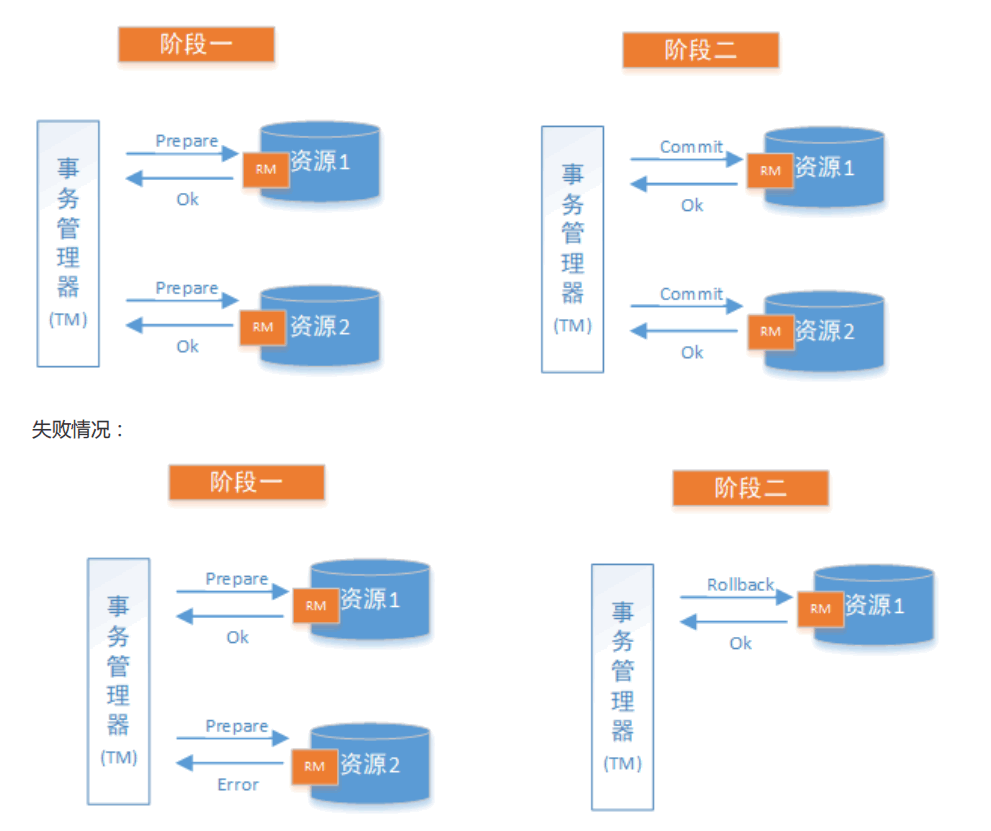 阶段一
阶段二
事务管理器
(TM)
Prepare
Ok
RM
资源1
Prepare
Ok
RM
资源2
事务管理器
(TM)
Commit
Ok
RM
资源1
Commit
Ok
RM
资源2
失败情况：
阶段一
阶段二
事务管理器
(TM)
Prepare
Ok
RM
资源1
Prepare
Error
RM
资源2
事务管理器
(TM)
Rollback
Ok
RM
资源1